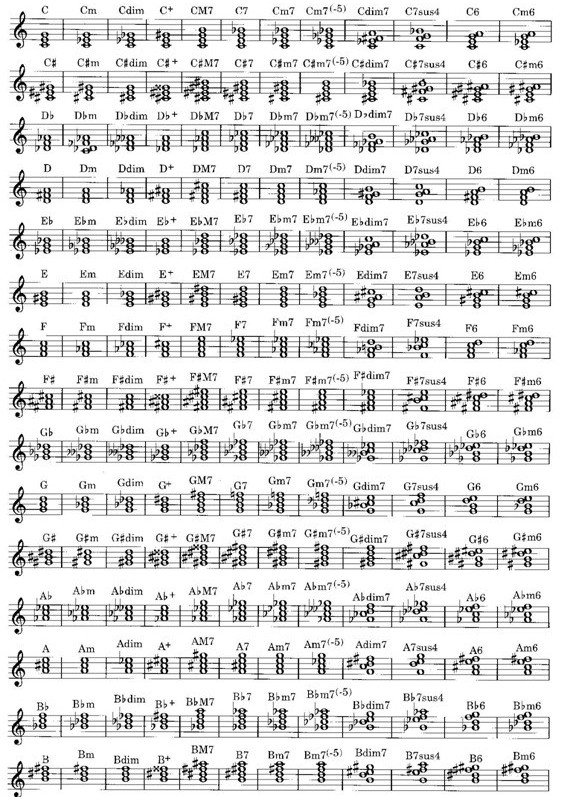 C Cm Cdim C+ CM7 C7 Cm7 Cm7(-5) Cdim7 C7sus4 C6 Cm6
C♯ C♯m C♯dim C♯+ C♯M7 C♯7 C♯m7 C♯m7(-5) C♯dim7 C♯7sus4 C♯6 C♯m6
D♭ D♭m D♭dim D♭+ D♭M7 D♭7 D♭m7 D♭m7(-5) D♭dim7 D♭7sus4 D♭6 D♭m6
D Dm Ddim D+ DM7 D7 Dm7 Dm7(-5) Ddim7 D7sus4 D6 Dm6
E♭ E♭m E♭dim E♭+ E♭M7 E♭7 E♭m7 E♭m7(-5) E♭dim7 E♭7sus4 E♭6 E♭m6
E Em Edim E+ EM7 E7 Em7 Em7(-5) Edim7 E7sus4 E6 Em6
F Fm Fdim F+ FM7 F7 Fm7 Fm7(-5) Fdim7 F7sus4 F6 Fm6
F♯ F♯m F♯dim F♯+ F♯M7 F♯7 F♯m7 F♯m7(-5) F♯dim7 F♯7sus4 F♯6 F♯m6
G♭ G♭m G♭dim G♭+ G♭M7 G♭7 G♭m7 G♭m7(-5) G♭dim7 G♭7sus4 G♭6 G♭m6
G Gm Gdim G+ GM7 G7 Gm7 Gm7(-5) Gdim7 G7sus4 G6 Gm6
G♯ G♯m G♯dim G♯+ G♯M7 G♯7 G♯m7 G♯m7(-5) G♯dim7 G♯7sus4 G♯6 G♯m6
A♭ A♭m A♭dim A♭+ A♭M7 A♭7 A♭m7 A♭m7(-5) A♭dim7 A♭7sus4 A♭6 A♭m6
A Am Adim A+ AM7 A7 Am7 Am7(-5) Adim7 A7sus4 A6 Am6
B♭ B♭m B♭dim B♭+ B♭M7 B♭7 B♭m7 B♭m7(-5) B♭dim7 B♭7sus4 B♭6 B♭m6
B Bm Bdim B+ BM7 B7 Bm7 Bm7(-5) Bdim7 B7sus4 B6 Bm6